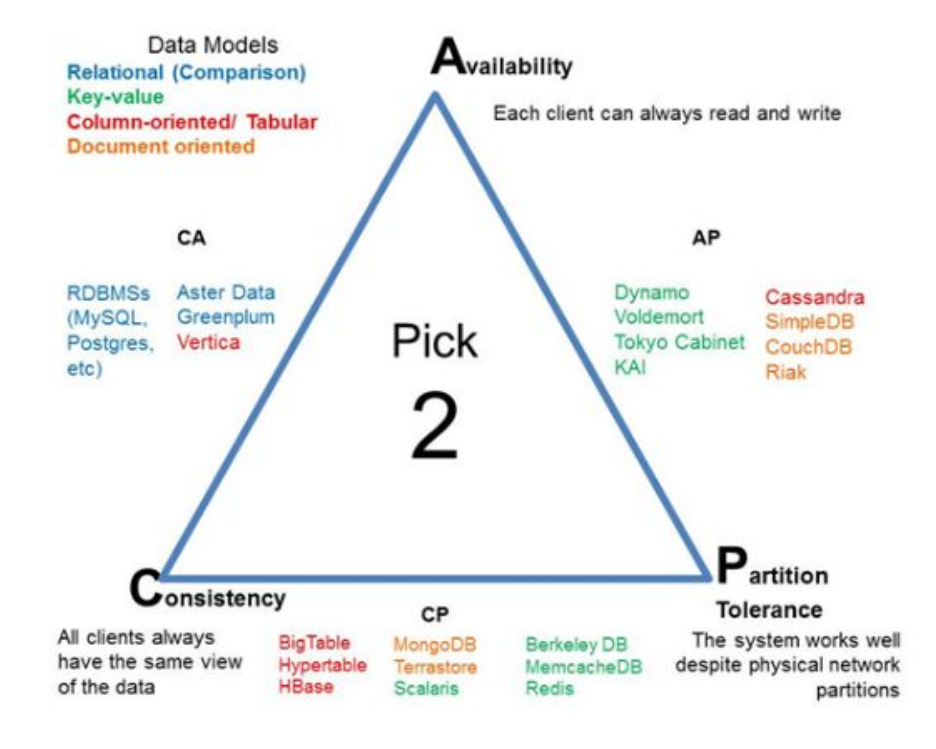 Data Models
Relational (Comparison)
Key-value
Column-oriented/ Tabular
Document oriented
Availability
Each client can always read and write
CA
RDBMSs
(MySQL,
Postgres,
etc)
Aster Data
Greenplum
Vertica
Pick
2
AP
Dynamo
Voldemort
Tokyo Cabinet
KAI
Cassandra
SimpleDB
CouchDB
Riak
Consistency
All clients always
have the same view
of the data
CP
BigTable
Hypertable
HBase
MongoDB
Terrastore
Scalaris
Berkeley DB
MemcacheDB
Redis
Partition
Tolerance
The system works well
despite physical network
partitions